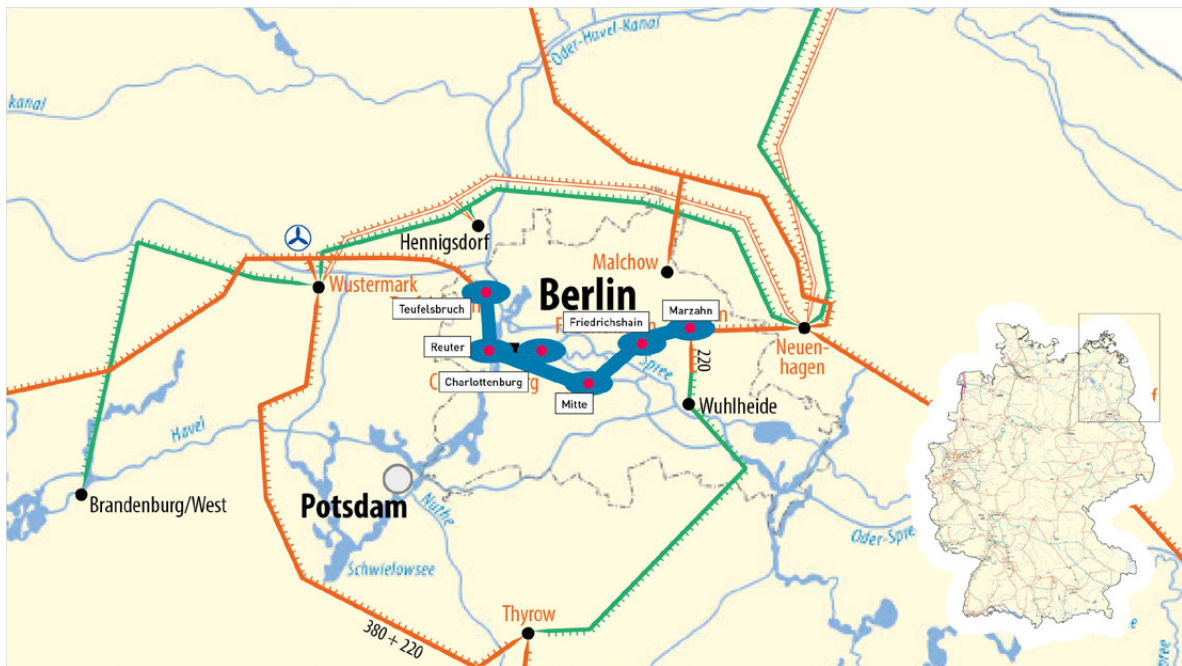 Oder-Havel-Kanal
kanal
Hennigsdorf
Wustermark
Malchow
Berlin
Teufelsbruch
Friedrichshain
Marzahn
Reuter
Charlottenburg
Mitte
Spree
220
Neuen-
hagen
Wuhlheide
Havel
Brandenburg/West
Potsdam
Nuthe
Schwielowsee
Oder-Spree
Thyrow
380 + 220
f